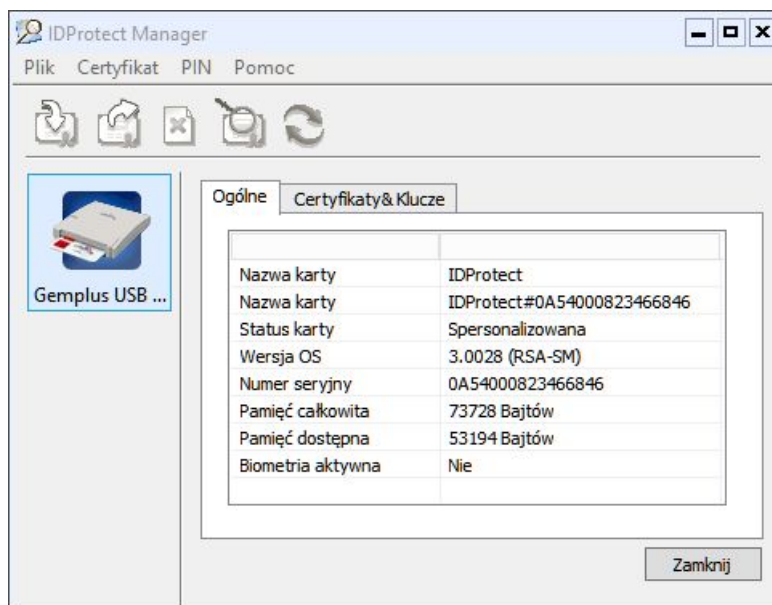 IDProtect Manager
Plik Certyfikat PIN Pomoc
Gemplus USB ...
Ogólne Certyfikaty& Klucze
Nazwa karty IDProtect
Nazwa karty IDProtect#0A54000823466846
Status karty Spersonalizowana
Wersja OS 3.0028 (RSA-SM)
Numer seryjny 0A54000823466846
Pamięć całkowita 73728 Bajtów
Pamięć dostępna 53194 Bajtów
Biometria aktywna Nie
Zamknij